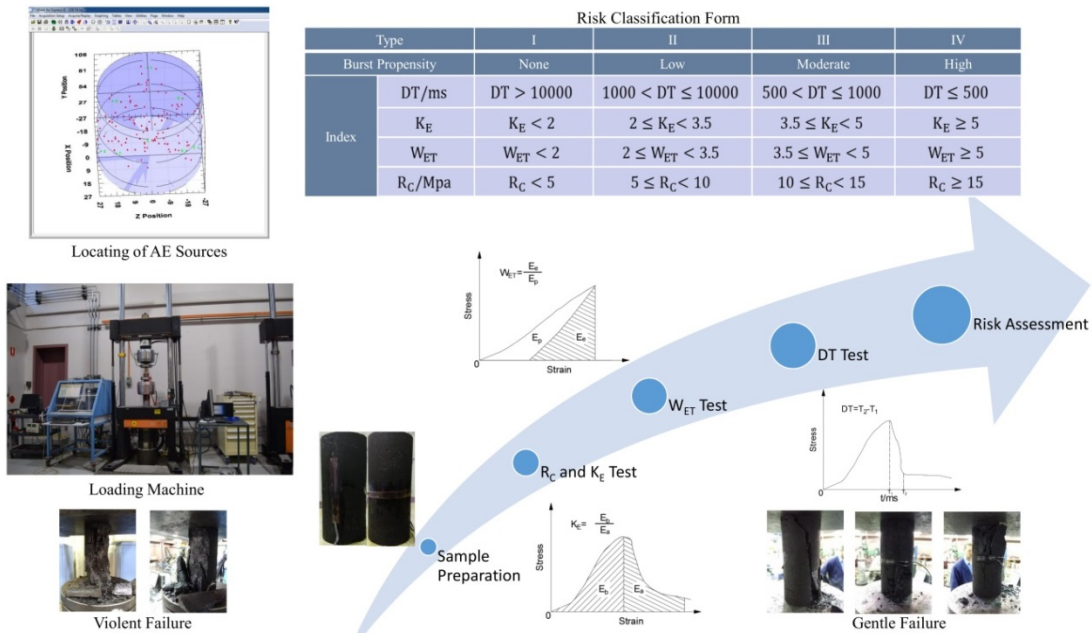 Risk Classification Form
Type I II III IV
Burst Propensity None Low Moderate High
Index
DT/ms DT > 10000 1000 < DT ≤ 10000 500 < DT ≤ 1000 DT ≤ 500
K_E K_E < 2 2 ≤ K_E < 3.5 3.5 ≤ K_E < 5 K_E ≥ 5
W_ET W_ET < 2 2 ≤ W_ET < 3.5 3.5 ≤ W_ET < 5 W_ET ≥ 5
R_C/Mpa R_C < 5 5 ≤ R_C < 10 10 ≤ R_C < 15 R_C ≥ 15
Y Position
X Position
Z Position
Locating of AE Sources
Loading Machine
Violent Failure
Sample
Preparation
R_C and K_E Test
W_ET Test
DT Test
Risk Assessment
W_ET= E_e/E_p
Stress
E_p E_e
0
Strain
K_E= E_b/E_a
Stress
E_b E_a
0
Strain
DT=T₂-T₁
Stress
0
t/ms
Gentle Failure